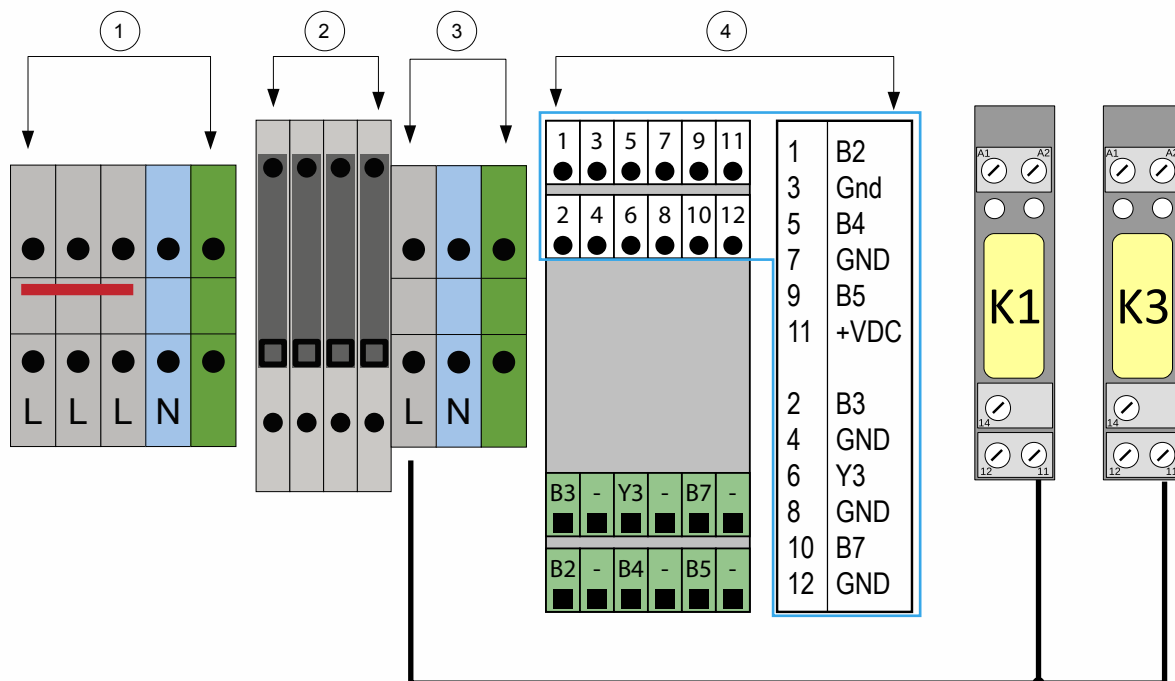 1 2 3 4
1 3 5 7 9 11
2 4 6 8 10 12
1 B2
3 Gnd
5 B4
7 GND
9 B5
11 +VDC
2 B3
4 GND
6 Y3
8 GND
10 B7
12 GND
A1 A2
K1
14
12 11
A1 A2
K3
14
12 11
L L L N
L N
B3 - Y3 - B7 -
B2 - B4 - B5 -